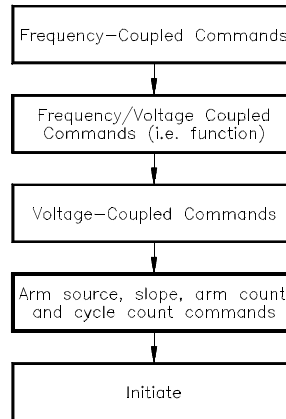 Frequency-Coupled Commands
Frequency/Voltage Coupled
Commands (i.e. function)
Voltage-Coupled Commands
Arm source, slope, arm count
and cycle count commands
Initiate